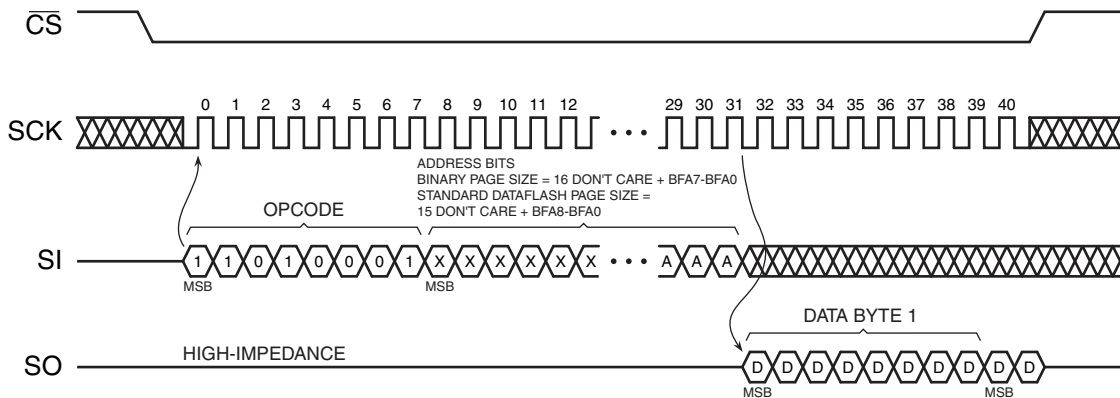 CS
SCK
0 1 2 3 4 5 6 7 8 9 10 11 12 29 30 31 32 33 34 35 36 37 38 39 40
ADDRESS BITS
BINARY PAGE SIZE = 16 DON'T CARE + BFA7-BFA0
STANDARD DATAFLASH PAGE SIZE =
15 DON'T CARE + BFA8-BFA0
OPCODE
SI
1 1 0 1 0 0 0 1 X X X X X X A A A
MSB MSB
DATA BYTE 1
SO
HIGH-IMPEDANCE
D D D D D D D D D D
MSB MSB